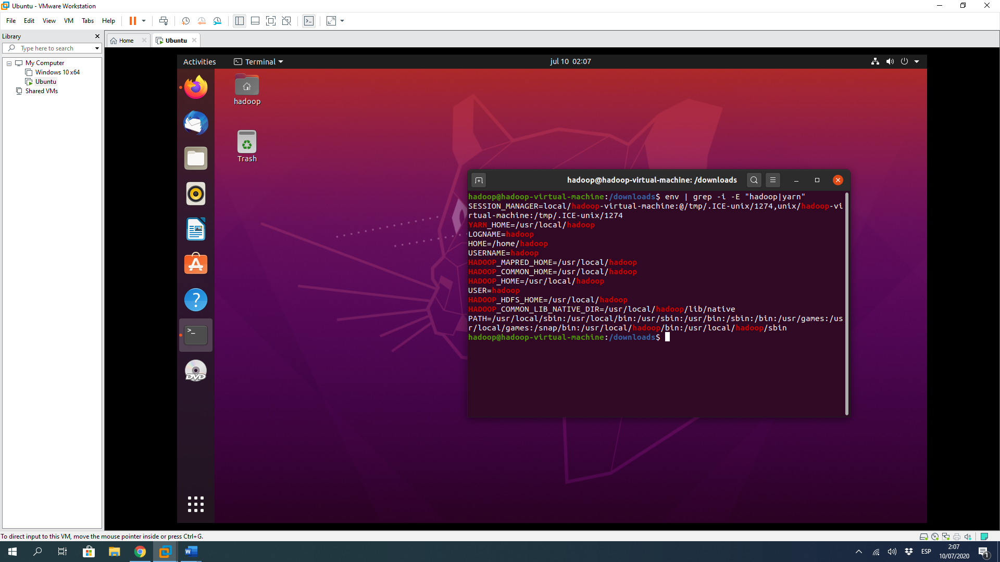 Ubuntu - VMware Workstation
File Edit View VM Tabs Help
Library
Type here to search
My Computer
Windows 10 x64
Ubuntu
Shared VMs
Home
Ubuntu
Activities
Terminal
jul 10 02:07
hadoop
Trash
hadoop@hadoop-virtual-machine: /downloads
hadoop@hadoop-virtual-machine:/downloads$ env | grep -i -E "hadoop|yarn"
SESSION_MANAGER=local/hadoop-virtual-machine:@/tmp/.ICE-unix/1274,unix/hadoop-vi
rtual-machine:/tmp/.ICE-unix/1274
YARN_HOME=/usr/local/hadoop
LOGNAME=hadoop
HOME=/home/hadoop
USERNAME=hadoop
HADOOP_MAPRED_HOME=/usr/local/hadoop
HADOOP_COMMON_HOME=/usr/local/hadoop
HADOOP_HOME=/usr/local/hadoop
USER=hadoop
HADOOP_HDFS_HOME=/usr/local/hadoop
HADOOP_COMMON_LIB_NATIVE_DIR=/usr/local/hadoop/lib/native
PATH=/usr/local/sbin:/usr/local/bin:/usr/sbin:/usr/bin:/sbin:/bin:/usr/games:/us
r/local/games:/snap/bin:/usr/local/hadoop/bin:/usr/local/hadoop/sbin
hadoop@hadoop-virtual-machine:/downloads$
DVD
To direct input to this VM, move the mouse pointer inside or press Ctrl+G.
W
ESP
2:07
10/07/2020
1